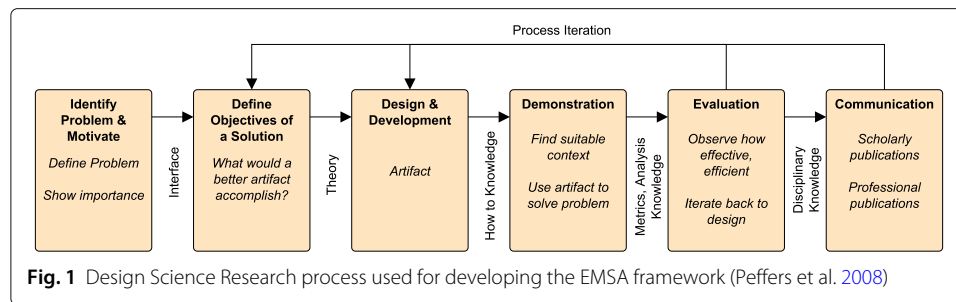 Process Iteration
Identify
Problem &
Motivate
Define Problem
Show importance
Interface
Define
Objectives of
a Solution
What would a
better artifact
accomplish?
Theory
Design &
Development
Artifact
How to Knowledge
Demonstration
Find suitable
context
Use artifact to
solve problem
Metrics, Analysis
Knowledge
Evaluation
Observe how
effective,
efficient
Iterate back to
design
Disciplinary
Knowledge
Communication
Scholarly
publications
Professional
publications
Fig. 1 Design Science Research process used for developing the EMSA framework (Peffers et al. 2008)